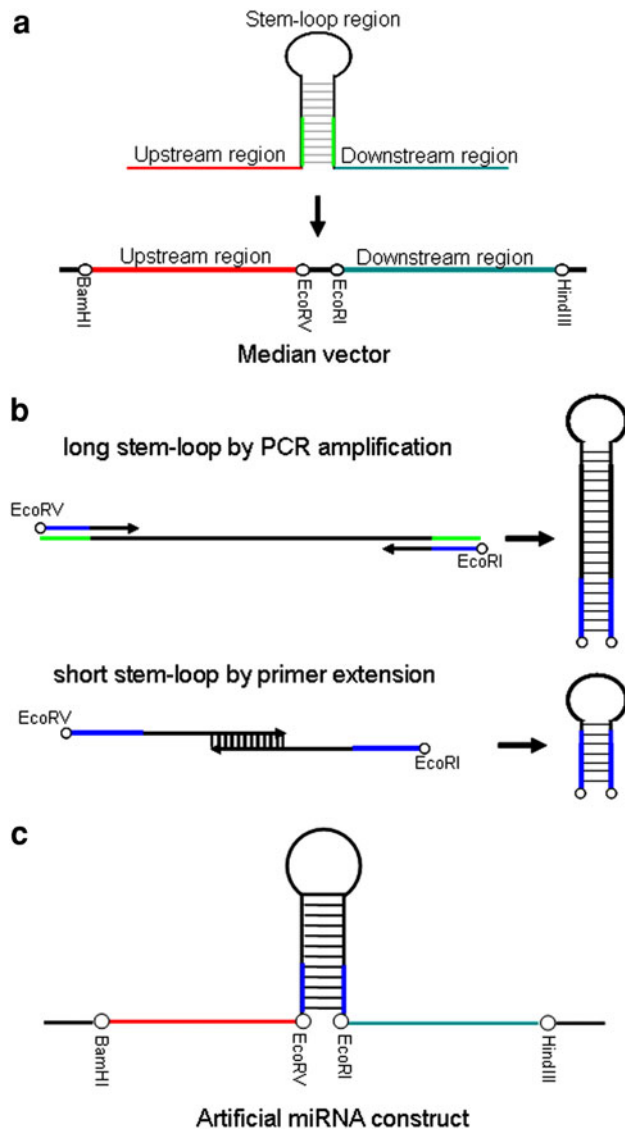 a
Stem-loop region
Upstream region
Downstream region
Upstream region
Downstream region
BamHI
EcoRV
EcoRI
HindIII
Median vector
b
long stem-loop by PCR amplification
EcoRV
EcoRI
short stem-loop by primer extension
EcoRV
EcoRI
c
BamHI
EcoRV
EcoRI
HindIII
Artificial miRNA construct